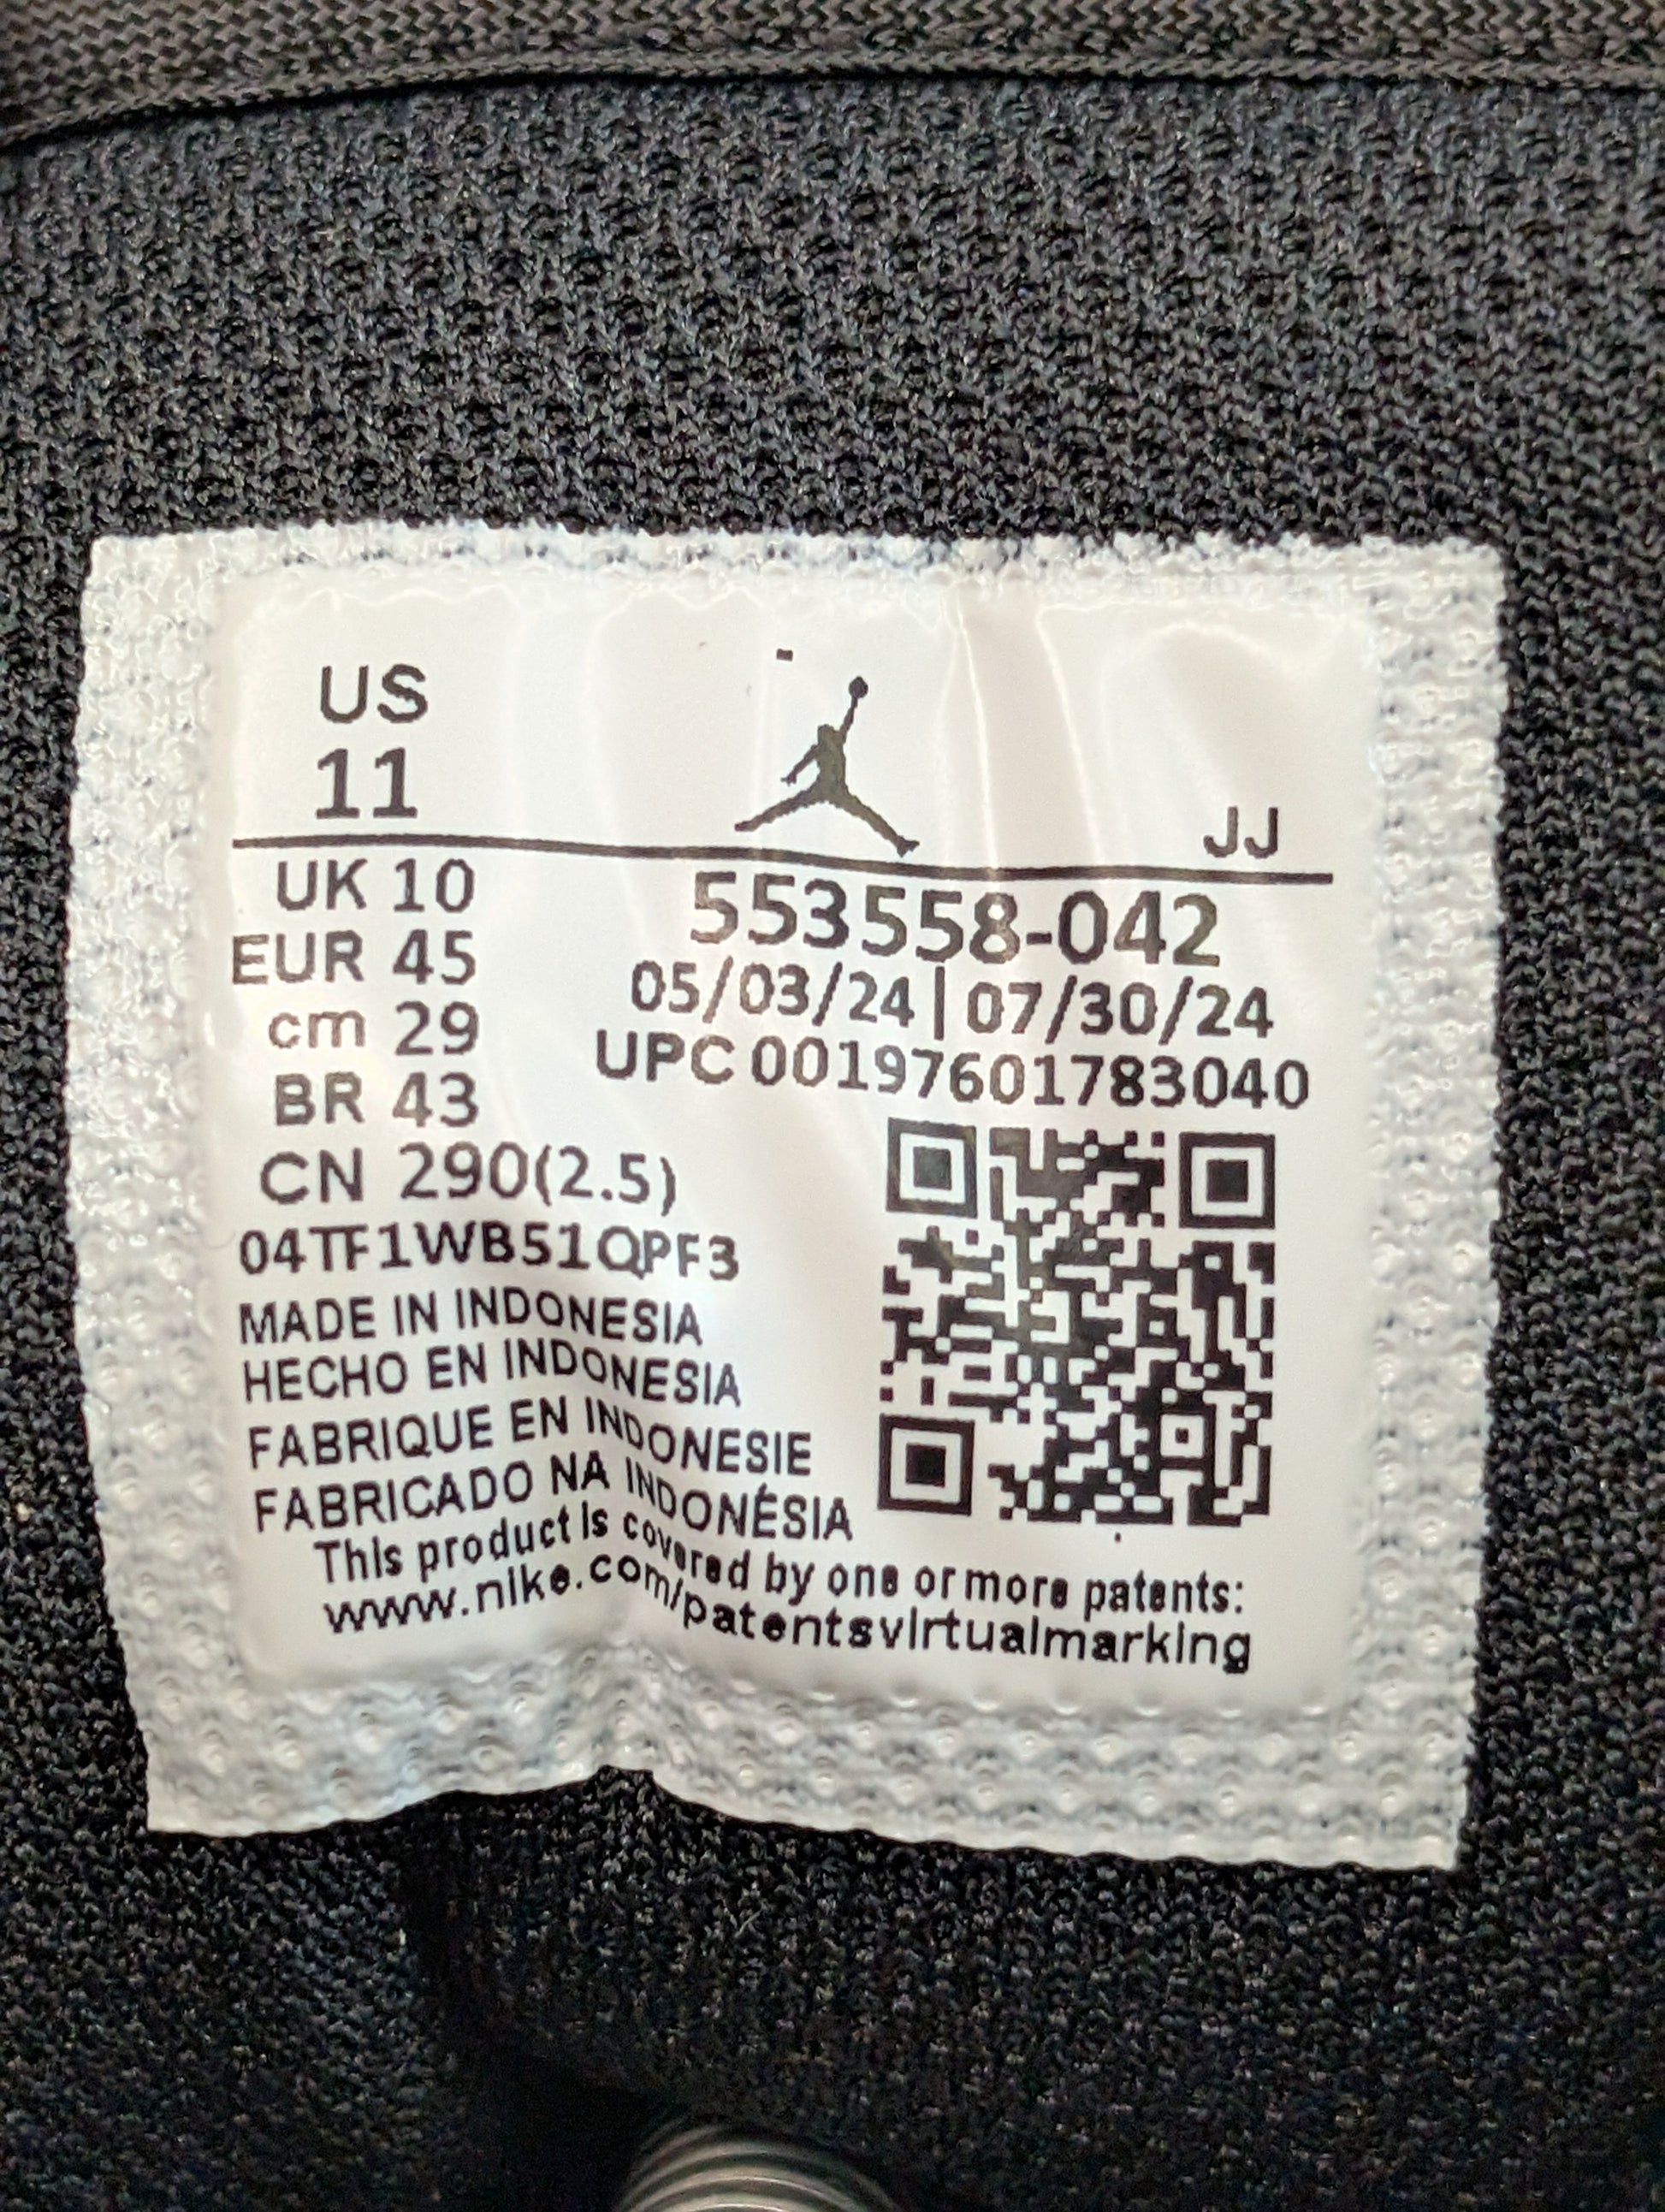 US
11
JJ
UK 10
EUR 45
cm 29
BR 43
CN 290(2.5)
553558-042
05/03/24|07/30/24
UPC 00197601783040
04TF1WB51QPF3
MADE IN INDONESIA
HECHO EN INDONESIA
FABRIQUE EN INDONESIE
FABRICADO NA INDONÉSIA
This product is covered by one or more patents:
www.nike.com/patentsvirtualmarking